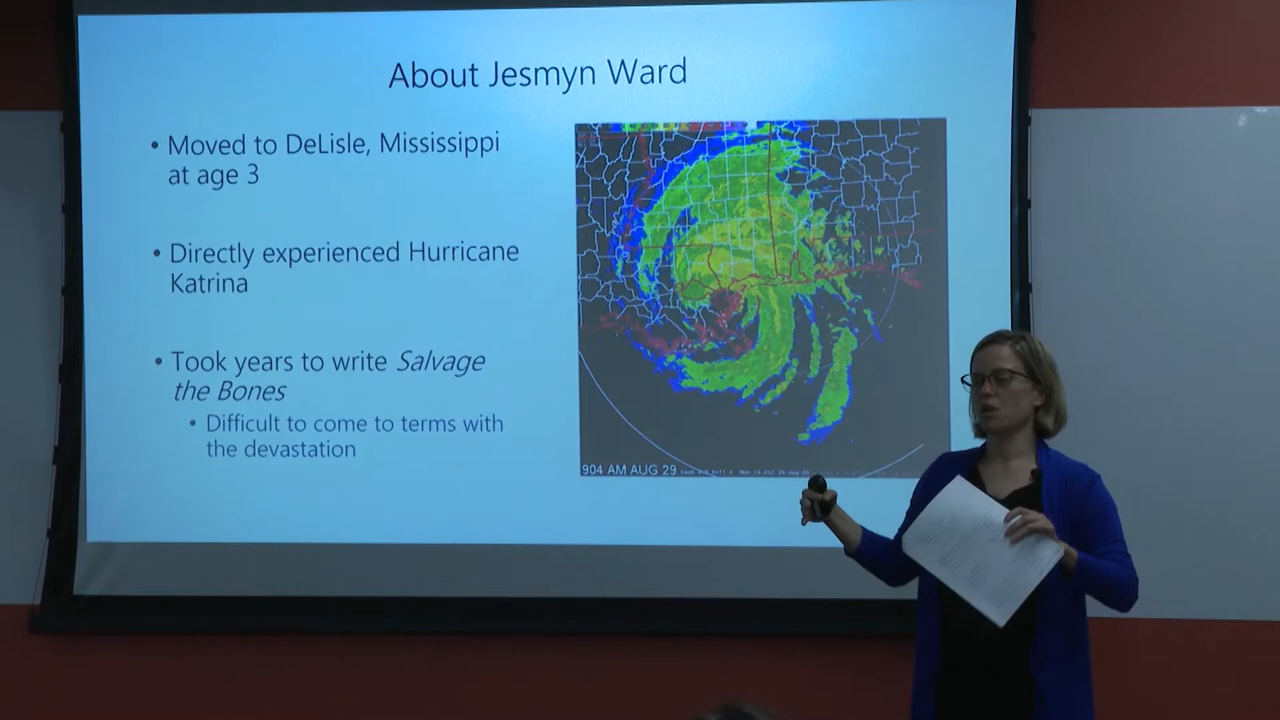 About Jesmyn Ward
• Moved to DeLisle, Mississippi
at age 3
• Directly experienced Hurricane
Katrina
• Took years to write Salvage
the Bones
• Difficult to come to terms with
the devastation
904 AM AUG 29